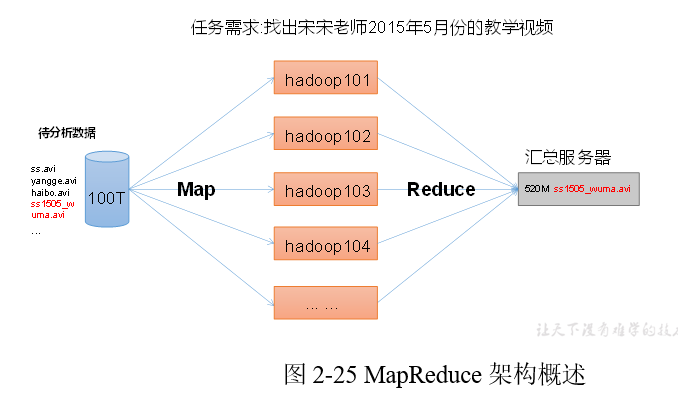 任务需求:找出宋宋老师2015年5月份的教学视频
待分析数据
ss.avi
yangge.avi
haibo.avi
ss1505_w
uma.avi
...
100T
Map
hadoop101
hadoop102
hadoop103
hadoop104
... ...
Reduce
汇总服务器
520M ss1505_wuma.avi
让天下没有难学的技
图 2-25 MapReduce 架构概述